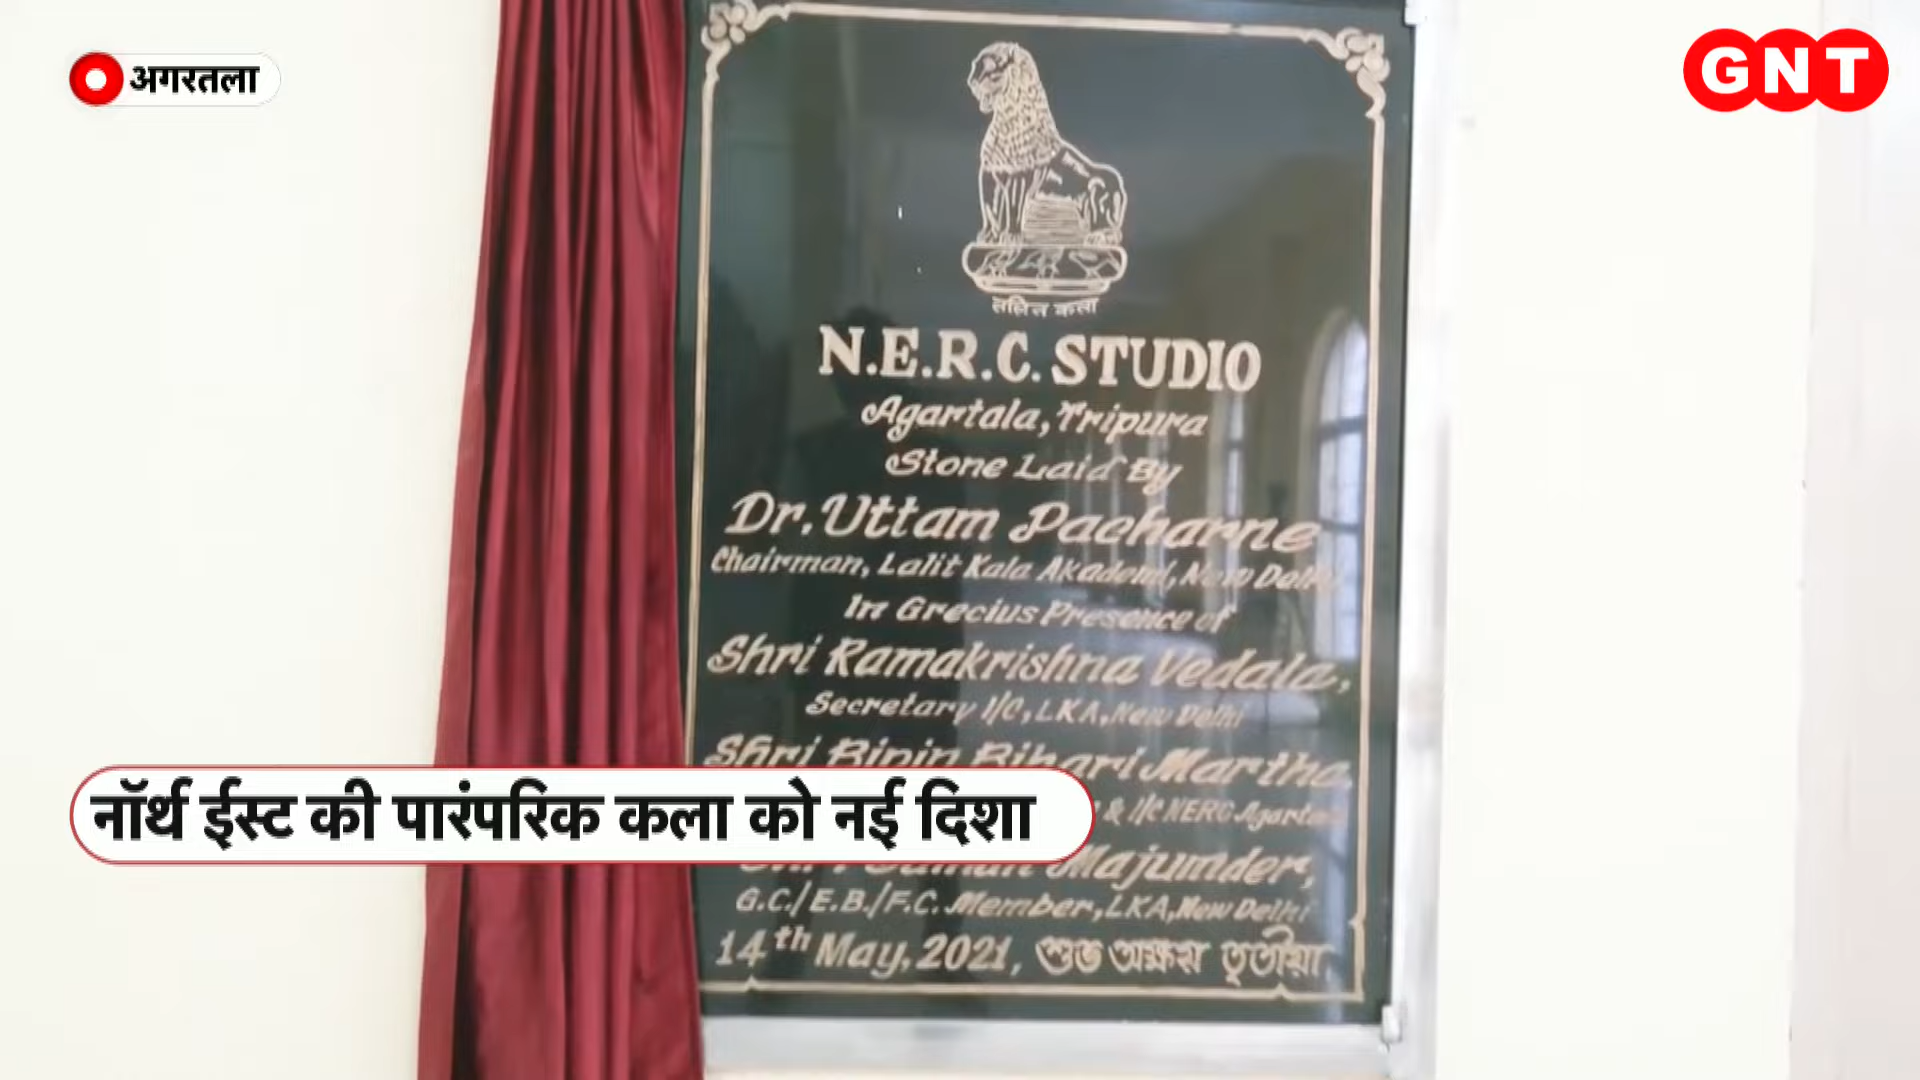 अगरतला
GNT
ललित कला
N.E.R.C. STUDIO
Agartala, Tripura
Stone Laid By
Dr. Uttam Pacharne
Chairman, Lalit Kala Akademi, New Delhi
In Grecius Presence of
Shri Ramakrishna Vedala,
Secretary I/C, LKA, New Delhi
Shri Bipin Bihari Martha,
& I/C NERC Agartala
नॉर्थ ईस्ट की पारंपरिक कला को नई दिशा
Majumder,
G.C./E.B./F.C. Member, LKA, New Delhi
14th May, 2021, শুভ অক্ষয় তৃতীয়া